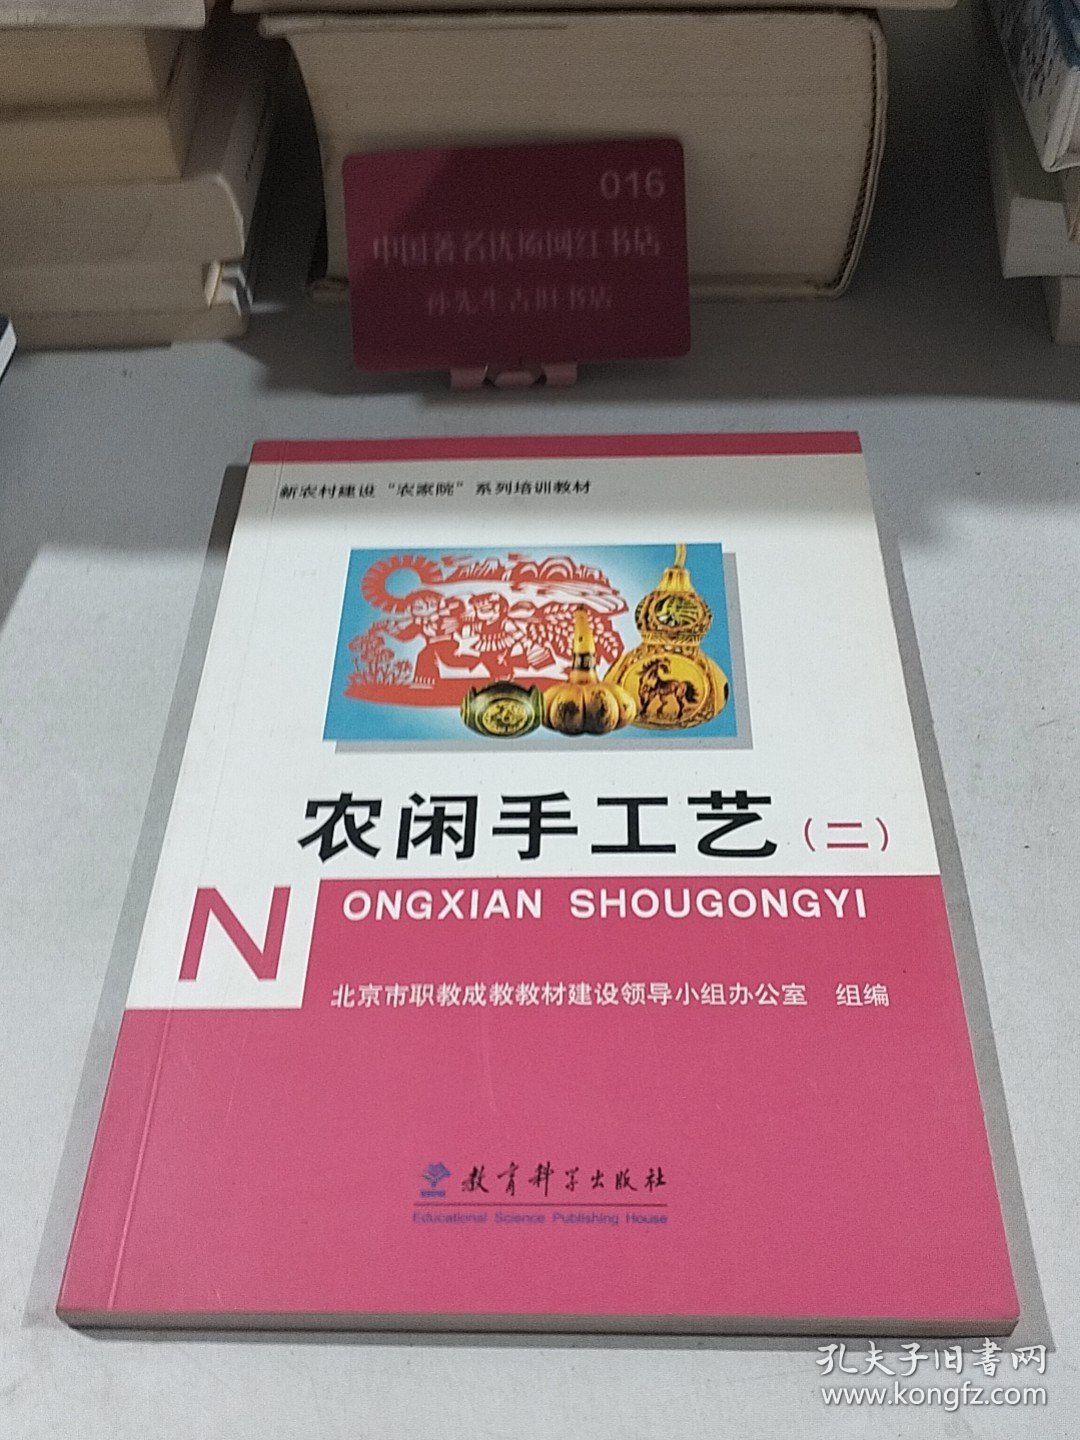 016
中国著名优质网红书店
孙先生古旧书店
新农村建设“农家院”系列培训教材
农闲手工艺（二）
NONGXIAN SHOUGONGYI
北京市职教成教教材建设领导小组办公室 组编
教育科学出版社
Educational Science Publishing House
孔夫子旧书网
www.kongfz.com